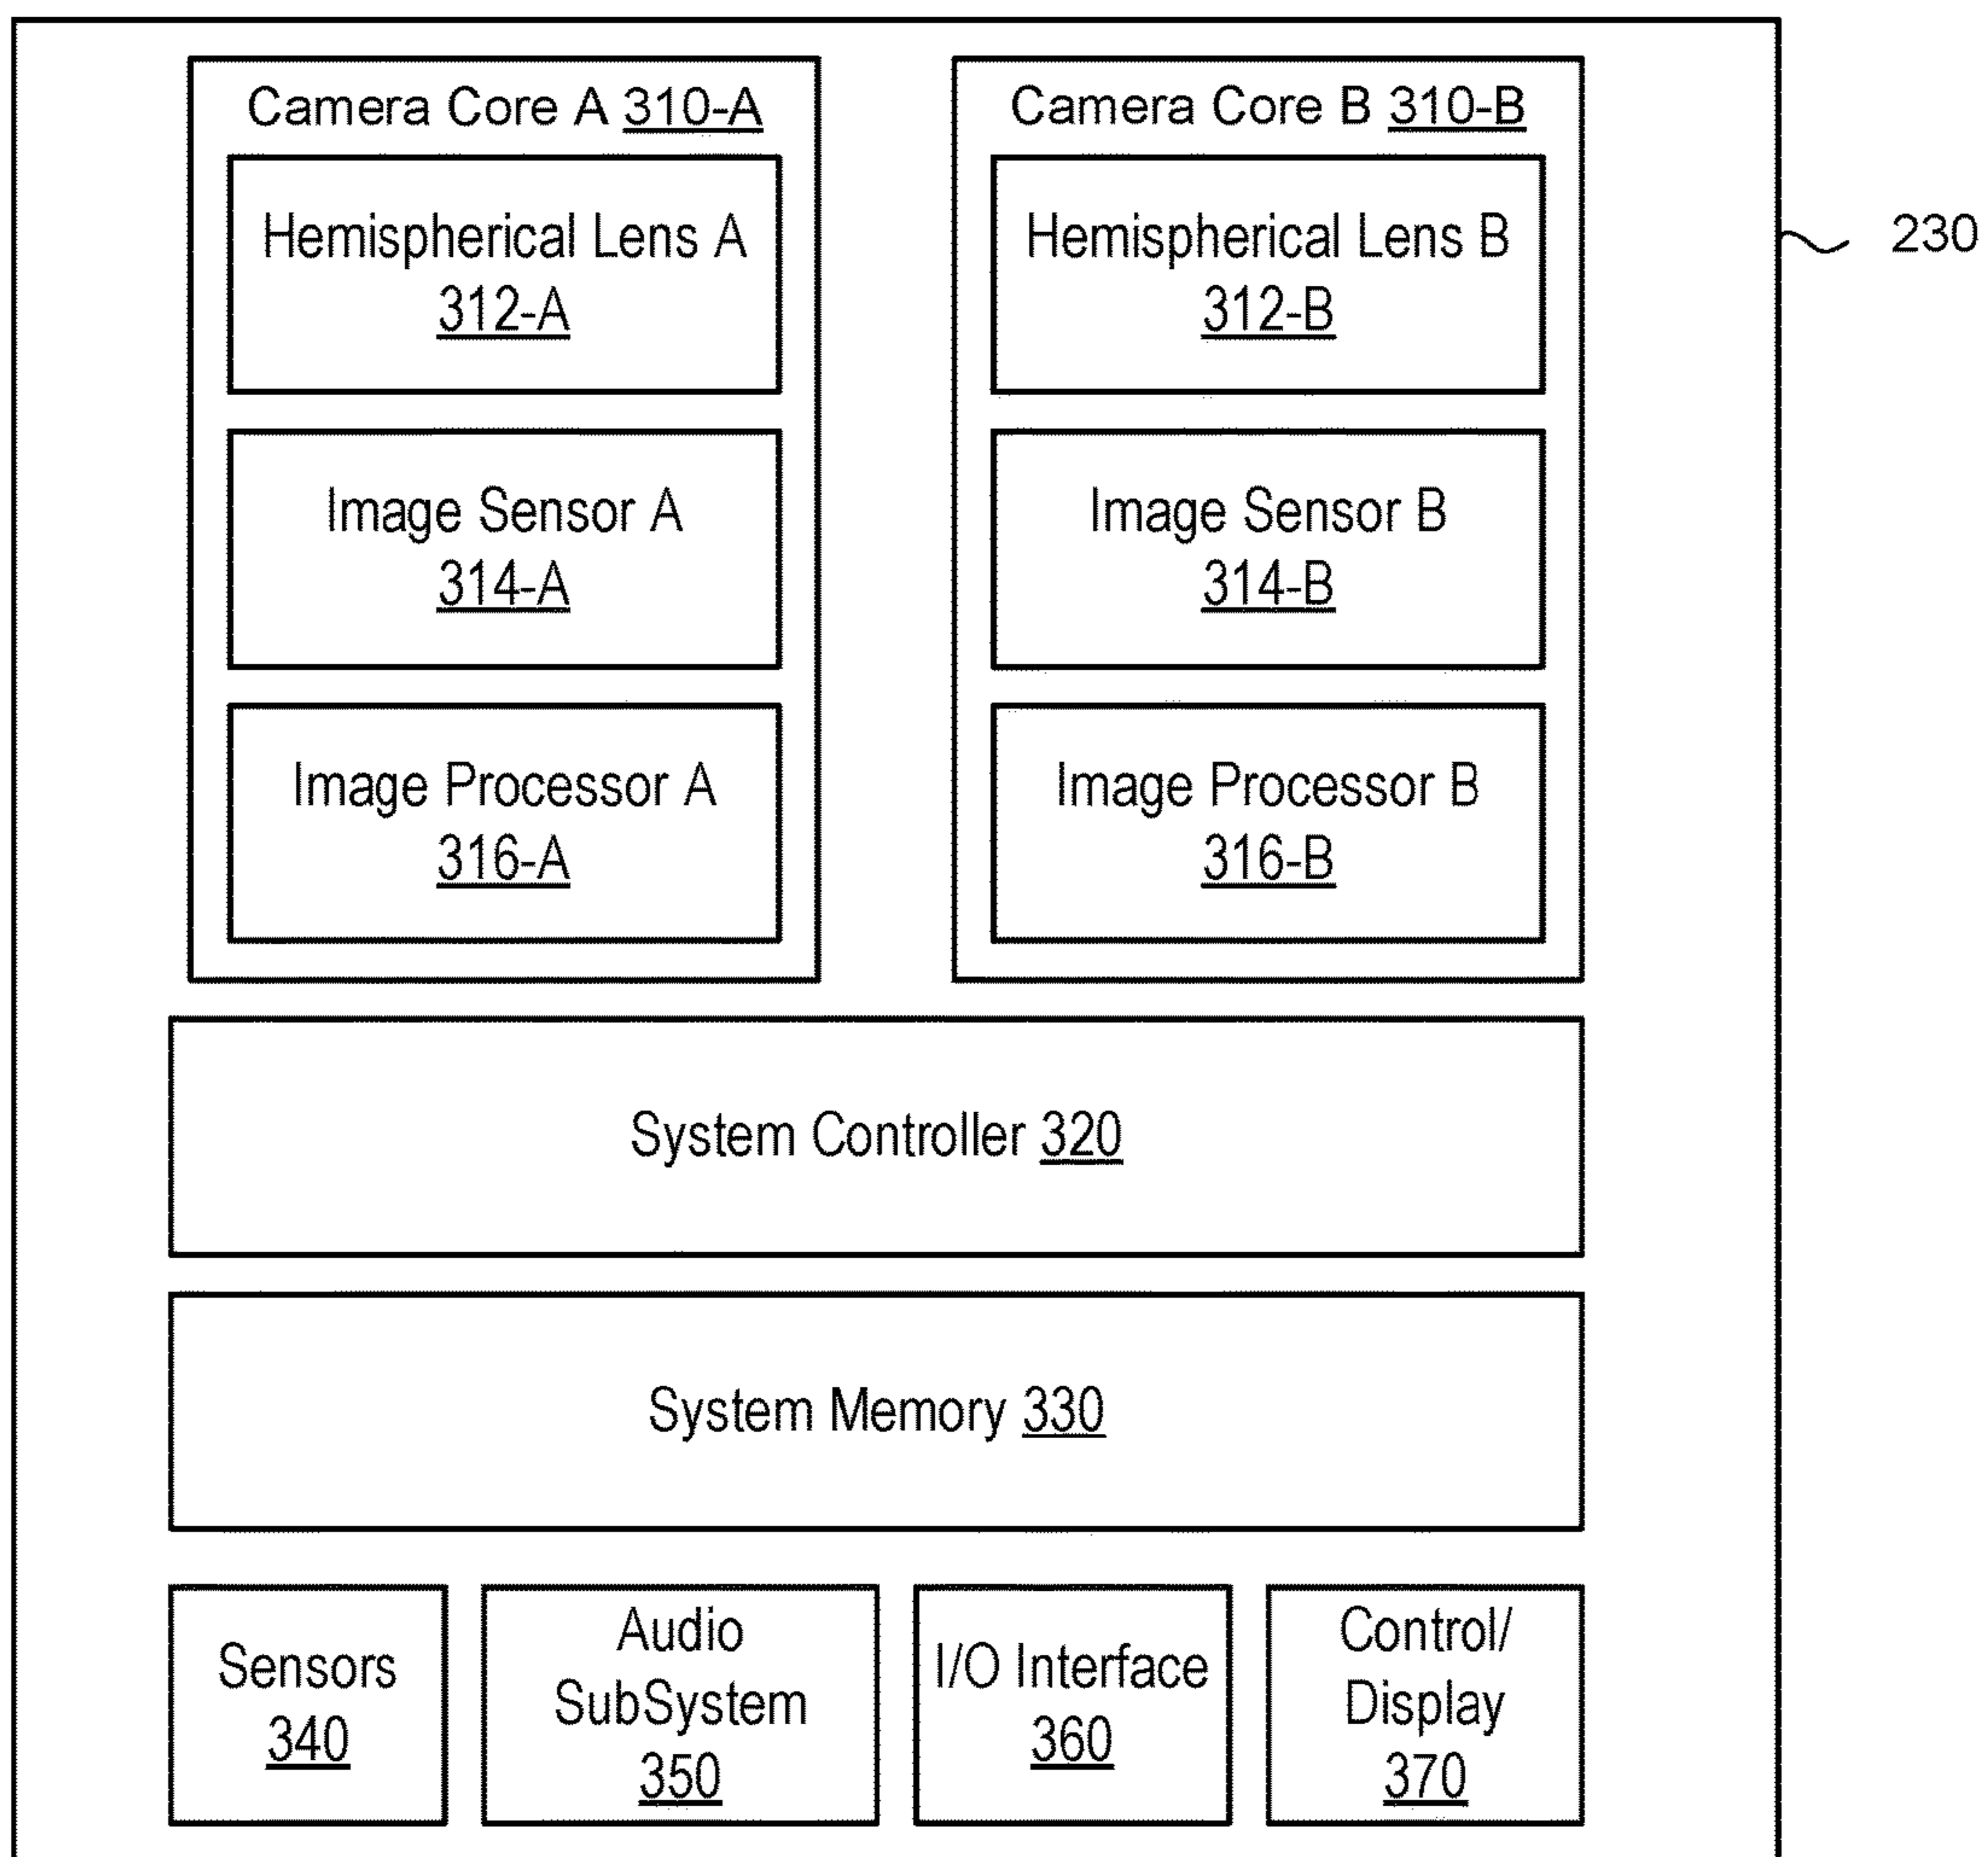 Camera Core A 310-A
Hemispherical Lens A
312-A
Image Sensor A
314-A
Image Processor A
316-A
Camera Core B 310-B
Hemispherical Lens B
312-B
Image Sensor B
314-B
Image Processor B
316-B
230
System Controller 320
System Memory 330
Sensors
340
Audio
SubSystem
350
I/O Interface
360
Control/
Display
370